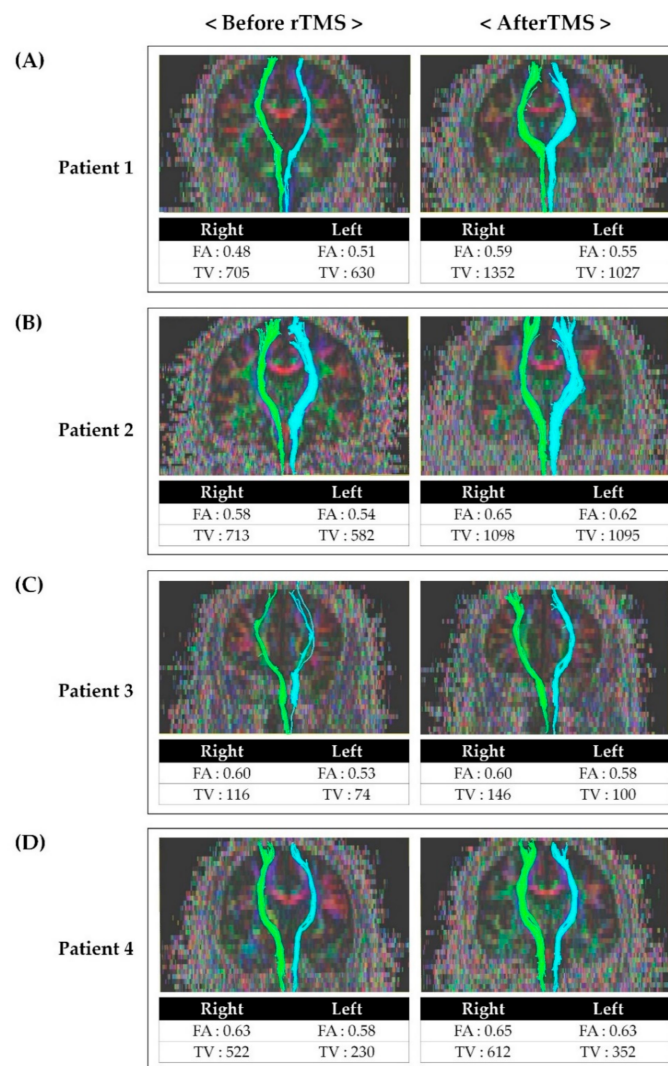 < Before rTMS > < AfterTMS >
(A)
Patient 1
Right Left Right Left
FA : 0.48 FA : 0.51 FA : 0.59 FA : 0.55
TV : 705 TV : 630 TV : 1352 TV : 1027
(B)
Patient 2
Right Left Right Left
FA : 0.58 FA : 0.54 FA : 0.65 FA : 0.62
TV : 713 TV : 582 TV : 1098 TV : 1095
(C)
Patient 3
Right Left Right Left
FA : 0.60 FA : 0.53 FA : 0.60 FA : 0.58
TV : 116 TV : 74 TV : 146 TV : 100
(D)
Patient 4
Right Left Right Left
FA : 0.63 FA : 0.58 FA : 0.65 FA : 0.63
TV : 522 TV : 230 TV : 612 TV : 352